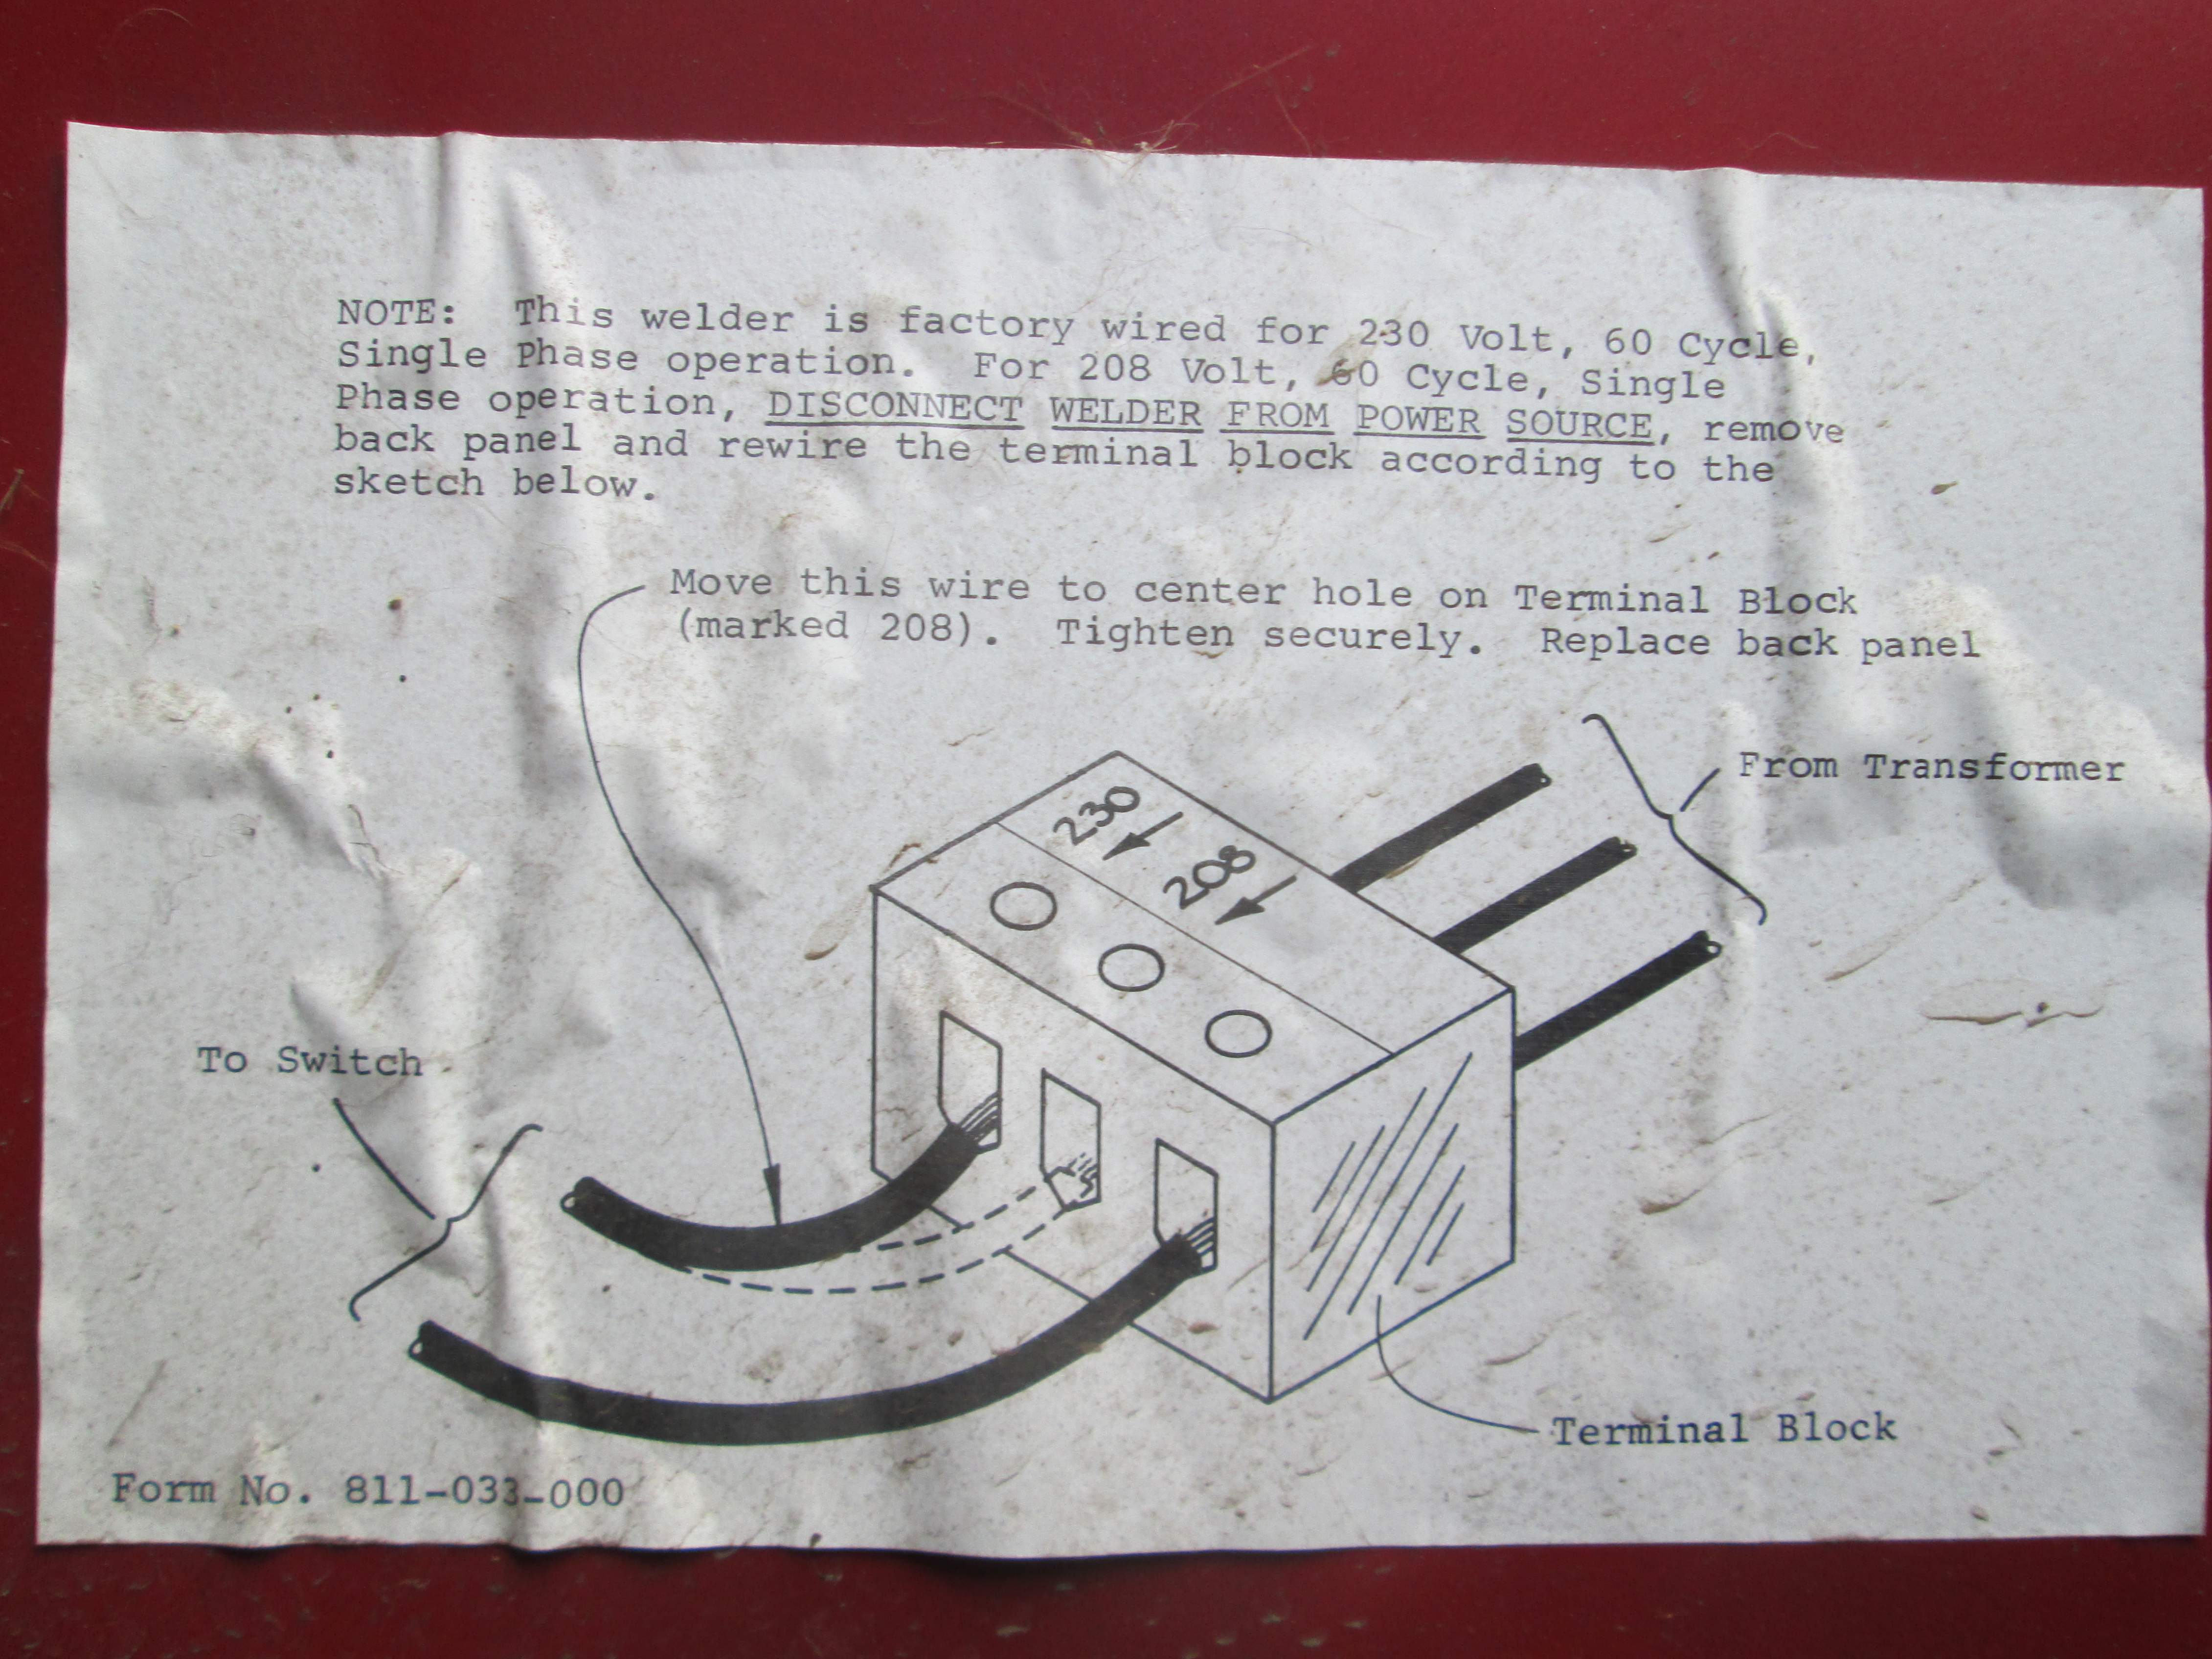 NOTE:  This welder is factory wired for 230 Volt, 60 Cycle,
Single Phase operation.  For 208 Volt, 60 Cycle, Single
Phase operation, DISCONNECT WELDER FROM POWER SOURCE, remove
back panel and rewire the terminal block according to the
sketch below.
Move this wire to center hole on Terminal Block
(marked 208).  Tighten securely.  Replace back panel
From Transformer
230
208
To Switch
Terminal Block
Form No. 811-033-000